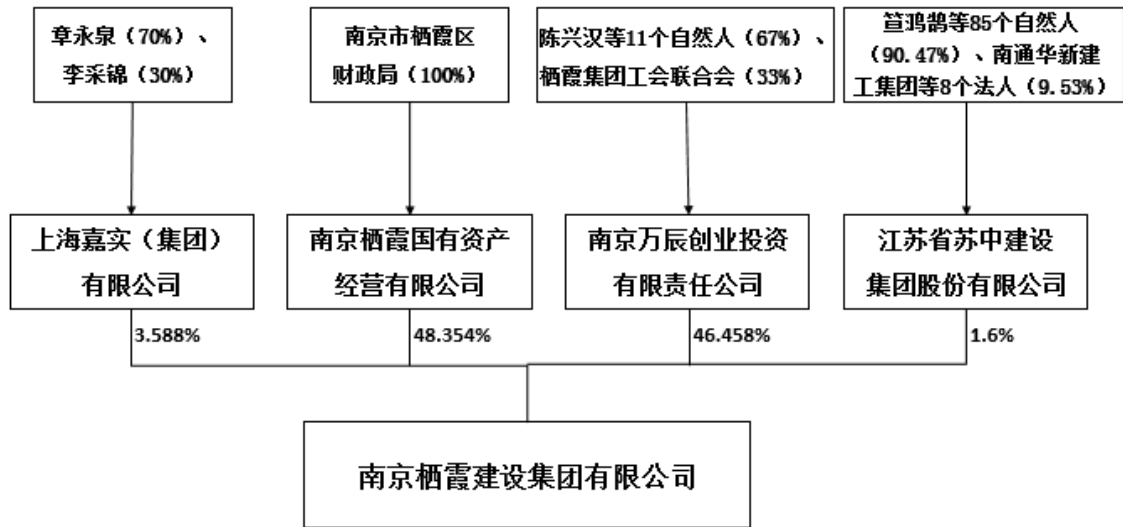 章永泉（70%）、
李采锦（30%）
南京市栖霞区
财政局（100%）
陈兴汉等11个自然人（67%）、
栖霞集团工会联合会（33%）
笪鸿鹄等85个自然人
（90.47%）、南通华新建
工集团等8个法人（9.53%）
上海嘉实（集团）
有限公司
南京栖霞国有资产
经营有限公司
南京万辰创业投资
有限责任公司
江苏省苏中建设
集团股份有限公司
3.588%
48.354%
46.458%
1.6%
南京栖霞建设集团有限公司